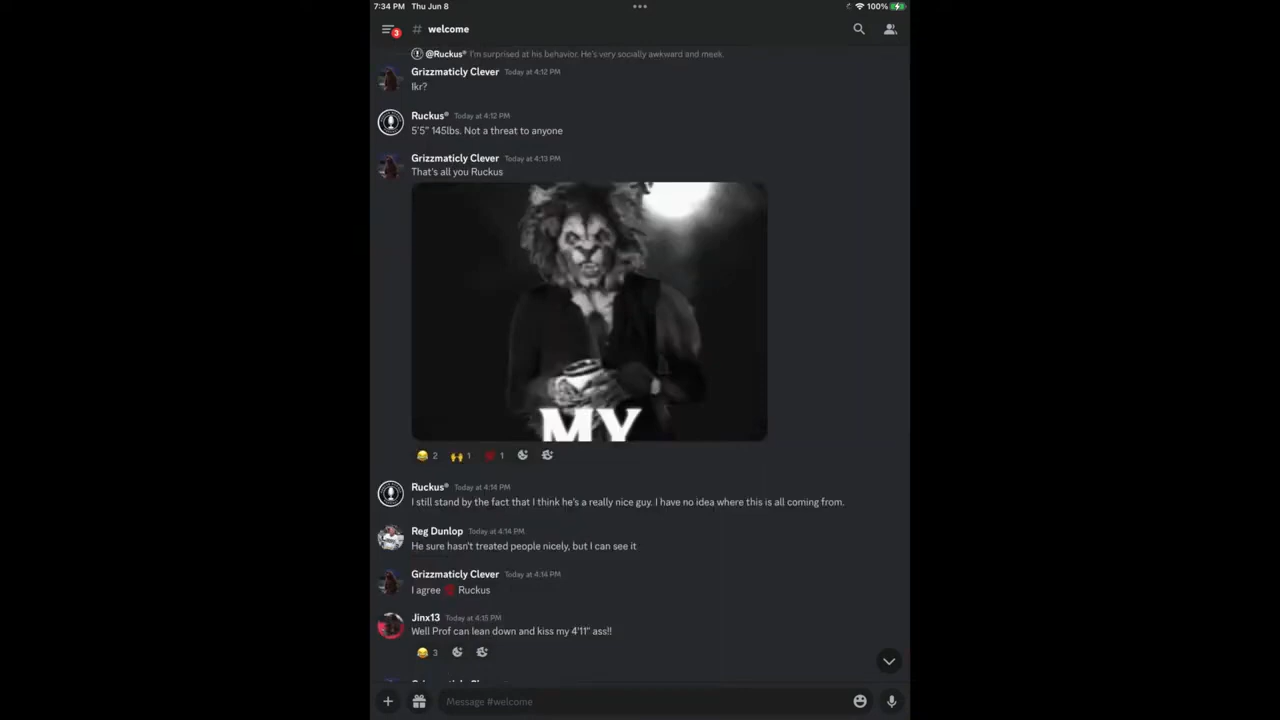 7:34 PM Thu Jun 8
100%
3
# welcome
@Ruckus® I'm surprised at his behavior. He's very socially awkward and meek.
Grizzmaticly Clever Today at 4:12 PM
Ikr?
Ruckus® Today at 4:12 PM
5'5" 145lbs. Not a threat to anyone
Grizzmaticly Clever Today at 4:13 PM
That's all you Ruckus
MY
2 1 1
Ruckus® Today at 4:14 PM
I still stand by the fact that I think he's a really nice guy. I have no idea where this is all coming from.
Reg Dunlop Today at 4:14 PM
He sure hasn't treated people nicely, but I can see it
Grizzmaticly Clever Today at 4:14 PM
I agree Ruckus
Jinx13 Today at 4:15 PM
Well Prof can lean down and kiss my 4'11" ass!!
3
Message #welcome